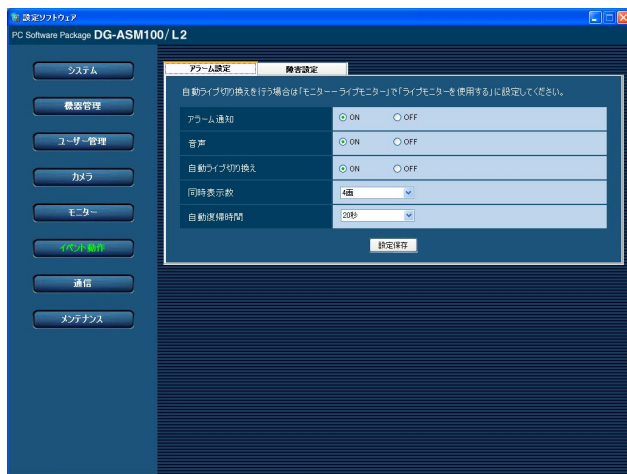 設定ソフトウェア
PC Software Package DG-ASM100/L2
システム
機器管理
ユーザー管理
カメラ
モニター
イベント動作
通信
メンテナンス
アラーム設定 障害設定
自動ライブ切り換えを行う場合は「モニターーライブモニター」で「ライブモニターを使用する」に設定してください。
アラーム通知 ON OFF
音声 ON OFF
自動ライブ切り換え ON OFF
同時表示数 4画
自動復帰時間 20秒
設定保存